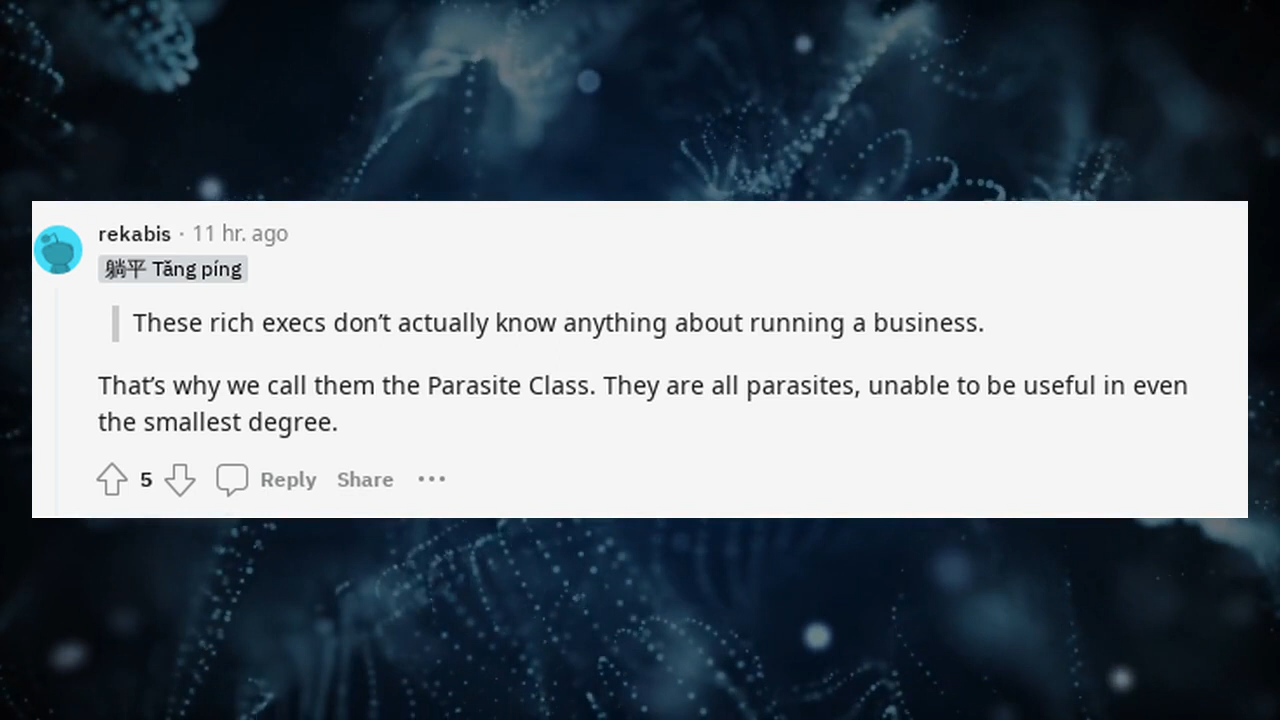 rekabis · 11 hr. ago
躺平 Tǎng píng
These rich execs don’t actually know anything about running a business.
That’s why we call them the Parasite Class. They are all parasites, unable to be useful in even
the smallest degree.
5 Reply Share ···